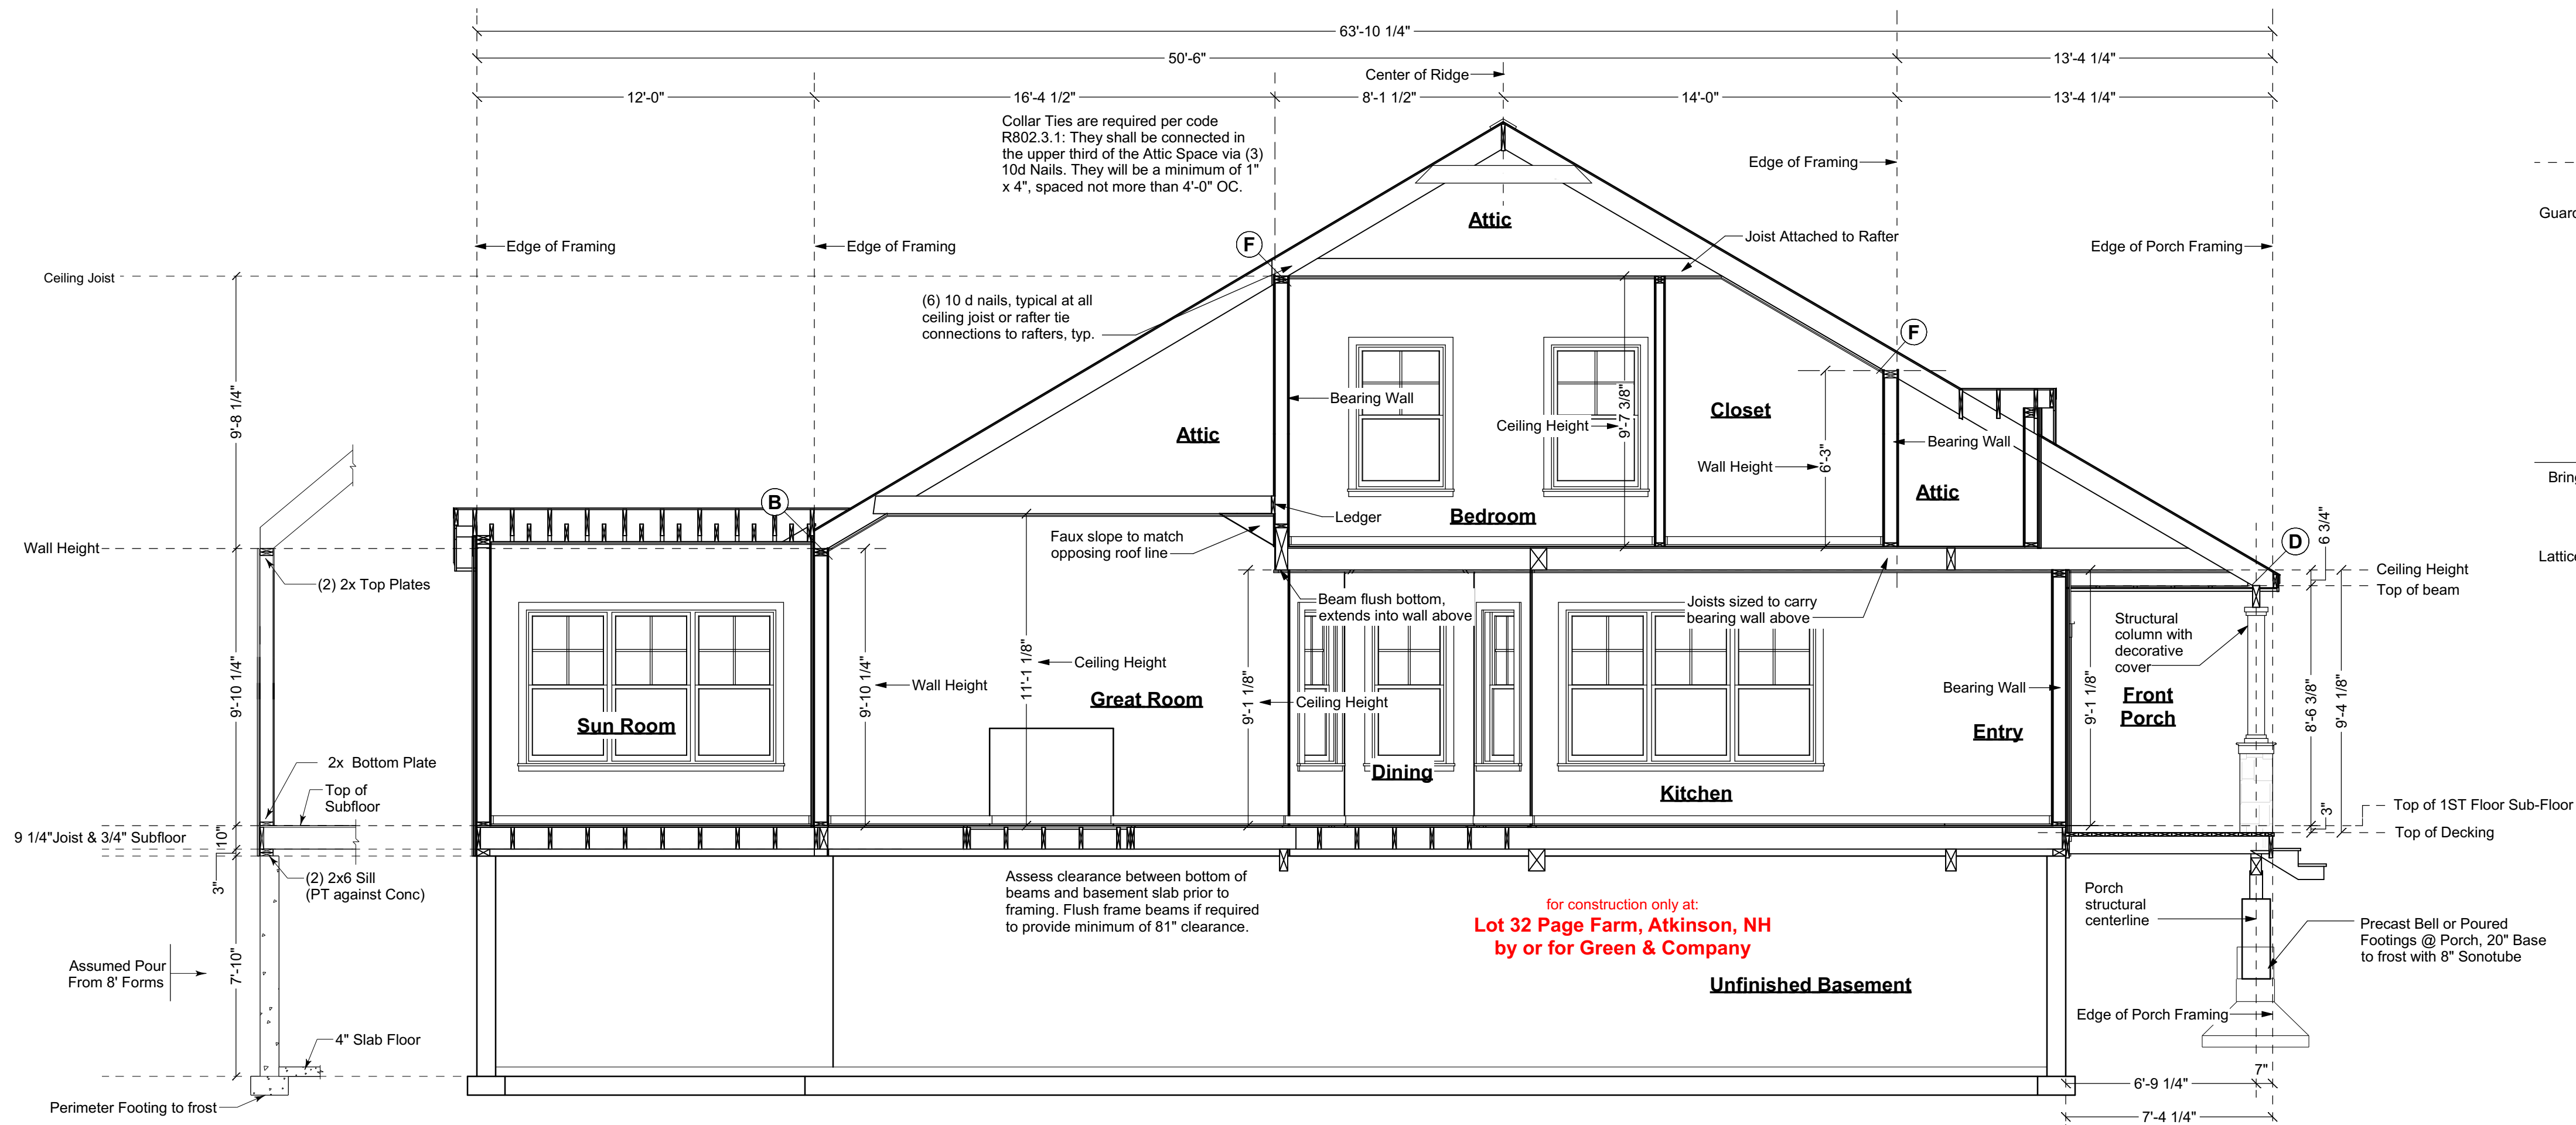 63'-10 1/4"
50'-6"
13'-4 1/4"
Center of Ridge
12'-0"
16'-4 1/2"
8'-1 1/2"
14'-0"
13'-4 1/4"
Collar Ties are required per code
R802.3.1: They shall be connected in
the upper third of the Attic Space via (3)
10d Nails. They will be a minimum of 1"
x 4", spaced not more than 4'-0" OC.
Edge of Framing
Attic
Guard
Joist Attached to Rafter
Edge of Framing
Edge of Framing
F
Edge of Porch Framing
Ceiling Joist
(6) 10 d nails, typical at all
ceiling joist or rafter tie
connections to rafters, typ.
F
9'-8 1/4"
Bearing Wall
Ceiling Height
9'-7 3/8"
Closet
Attic
Bearing Wall
Wall Height
6'-3"
Attic
Bring
B
Ledger
Bedroom
6 3/4"
Wall Height
Faux slope to match
opposing roof line
D
Lattice
(2) 2x Top Plates
Ceiling Height
Top of beam
Beam flush bottom,
extends into wall above
Joists sized to carry
bearing wall above
Structural
column with
decorative
cover
9'-10 1/4"
9'-10 1/4"
Wall Height
11'-1 1/8"
Ceiling Height
9'-1 1/8"
Ceiling Height
Great Room
Sun Room
Bearing Wall
9'-1 1/8"
Front
Porch
8'-6 3/8"
9'-4 1/8"
Entry
Dining
Kitchen
2x  Bottom Plate
Top of
Subfloor
3"
Top of 1ST Floor Sub-Floor
Top of Decking
9 1/4"Joist & 3/4" Subfloor
10"
3"
(2) 2x6 Sill
(PT against Conc)
Assess clearance between bottom of
beams and basement slab prior to
framing. Flush frame beams if required
to provide minimum of 81" clearance.
for construction only at:
Lot 32 Page Farm, Atkinson, NH
by or for Green & Company
Porch
structural
centerline
Precast Bell or Poured
Footings @ Porch, 20" Base
to frost with 8" Sonotube
Assumed Pour
From 8' Forms
7'-10"
Unfinished Basement
Edge of Porch Framing
4" Slab Floor
7"
6'-9 1/4"
Perimeter Footing to frost
7'-4 1/4"